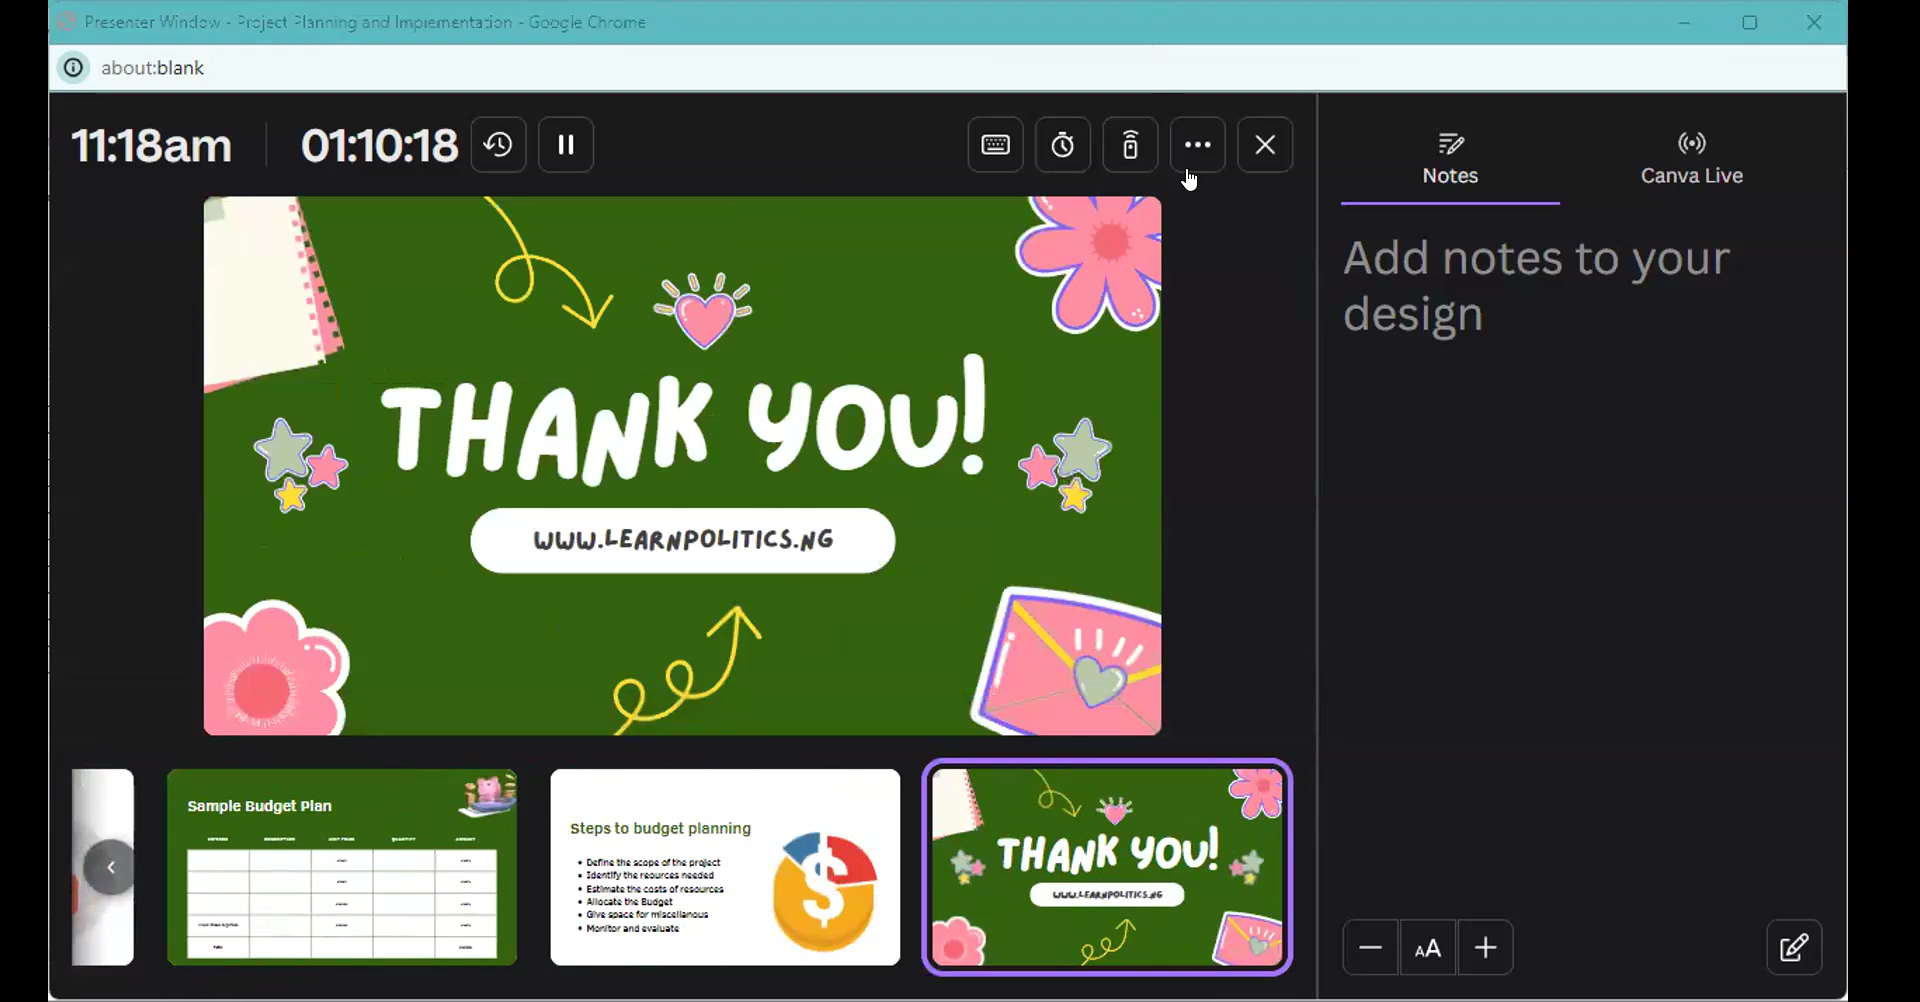 Presenter Window - Project Planning and Implementation - Google Chrome
about:blank
11:18am
01:10:18
Notes
Canva Live
Add notes to your
design
THANK YOU!
WWW.LEARNPOLITICS.NG
Sample Budget Plan
Steps to budget planning
• Define the scope of the project
• Identify the reources needed
• Estimate the costs of resources
• Allocate the Budget
• Give space for miscellanous
• Monitor and evaluate
THANK YOU!
WWW.LEARNPOLITICS.NG
AA